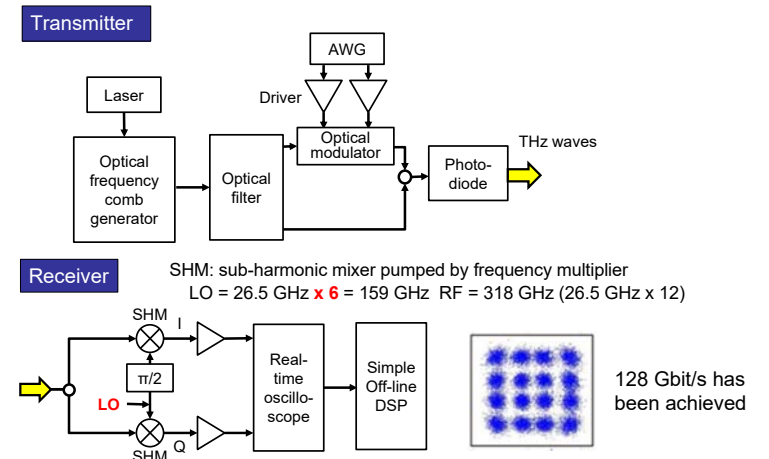 Transmitter
AWG
Driver
Laser
Optical
frequency
comb
generator
Optical
filter
Optical
modulator
Photo-
diode
THz waves
Receiver
SHM: sub-harmonic mixer pumped by frequency multiplier
LO = 26.5 GHz x 6 = 159 GHz RF = 318 GHz (26.5 GHz x 12)
SHM
I
π/2
LO
SHM
Q
Real-
time
oscillo-
scope
Simple
Off-line
DSP
128 Gbit/s has
been achieved